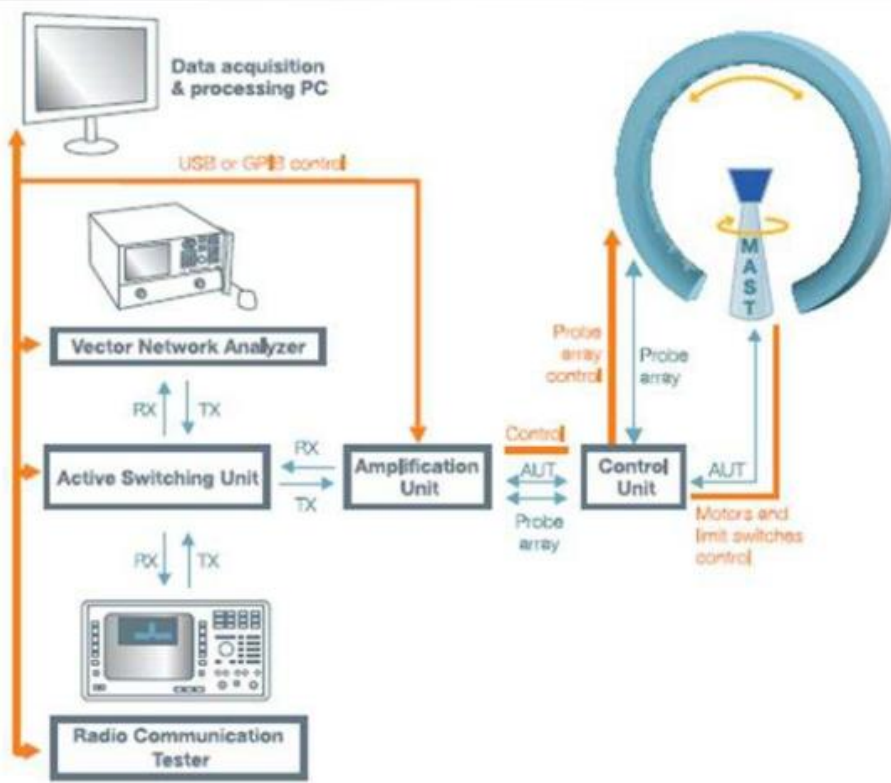 Data acquisition
& processing PC
USB or GPIB control
Vector Network Analyzer
RX
TX
Active Switching Unit
RX
TX
Amplification
Unit
Control
AUT
Probe
array
Control
Unit
Probe
array
control
Probe
array
MAST
AUT
Motors and
limit switches
control
RX
TX
Radio Communication
Tester